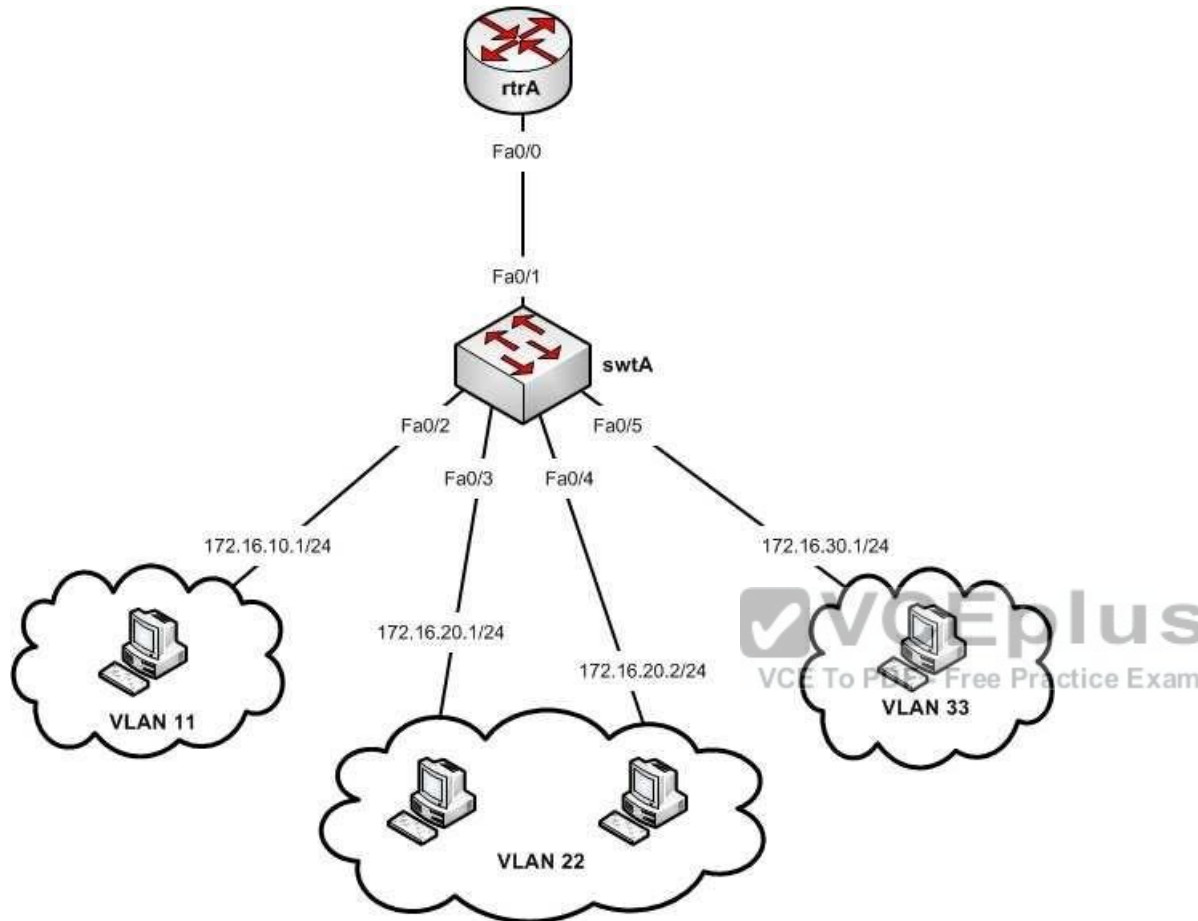 rtrA
Fa0/0
Fa0/1
swtA
Fa0/2
Fa0/5
Fa0/3
Fa0/4
172.16.10.1/24
172.16.30.1/24
172.16.20.1/24
172.16.20.2/24
VLAN 11
VLAN 22
VLAN 33
VCEplus
VCE To PDF - Free Practice Exam